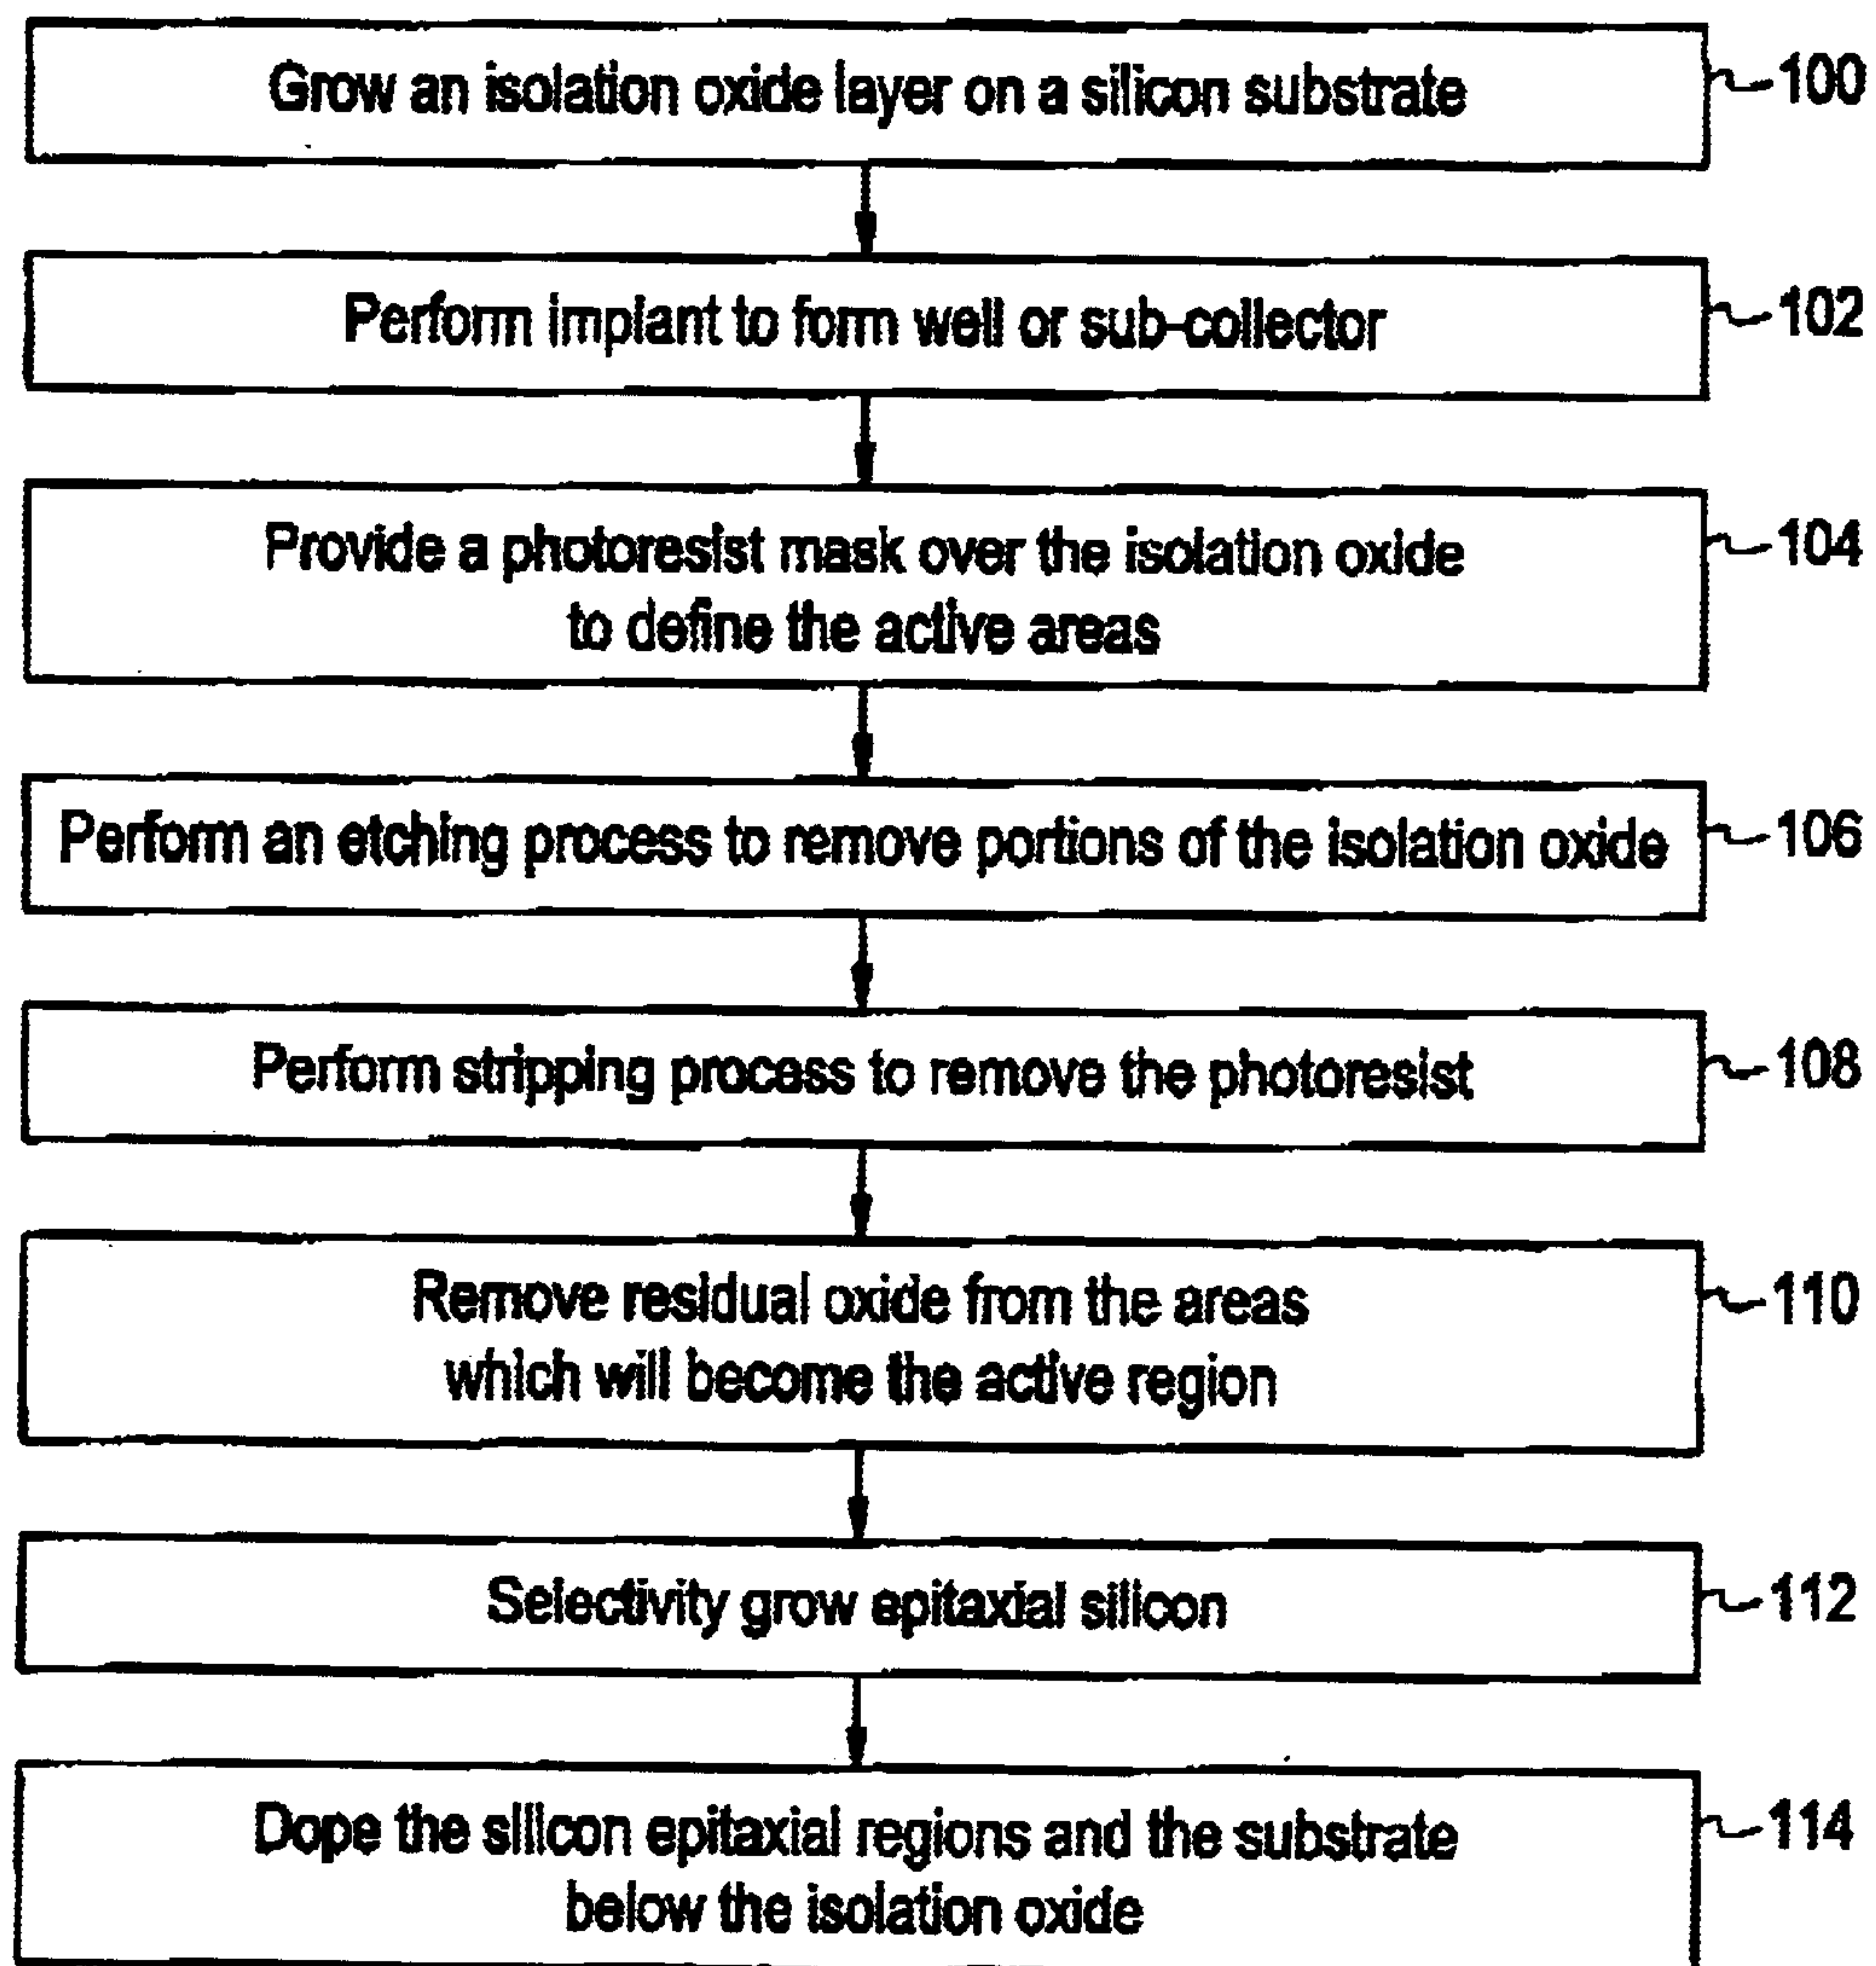 Grow an isolation oxide layer on a silicon substrate
100
Perform implant to form well or sub-collector
102
Provide a photoresist mask over the isolation oxide
to define the active areas
104
Perform an etching process to remove portions of the isolation oxide
106
Perform stripping process to remove the photoresist
108
Remove residual oxide from the areas
which will become the active region
110
Selectivity grow epitaxial silicon
112
Dope the silicon epitaxial regions and the substrate
below the isolation oxide
114